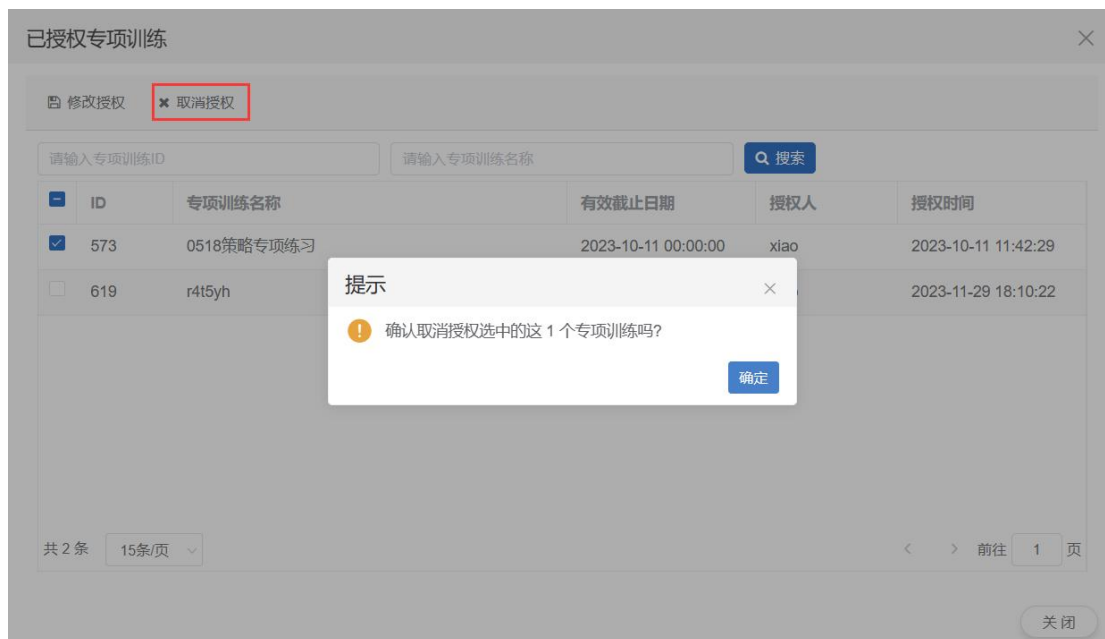 已授权专项训练
修改授权 取消授权
请输入专项训练ID 请输入专项训练名称 搜索
ID 专项训练名称 有效截止日期 授权人 授权时间
573 0518策略专项练习 2023-10-11 00:00:00 xiao 2023-10-11 11:42:29
619 r4t5yh 2023-11-29 18:10:22
提示
确认取消授权选中的这 1 个专项训练吗?
确定
共 2 条 15条/页 前往 1 页
关闭